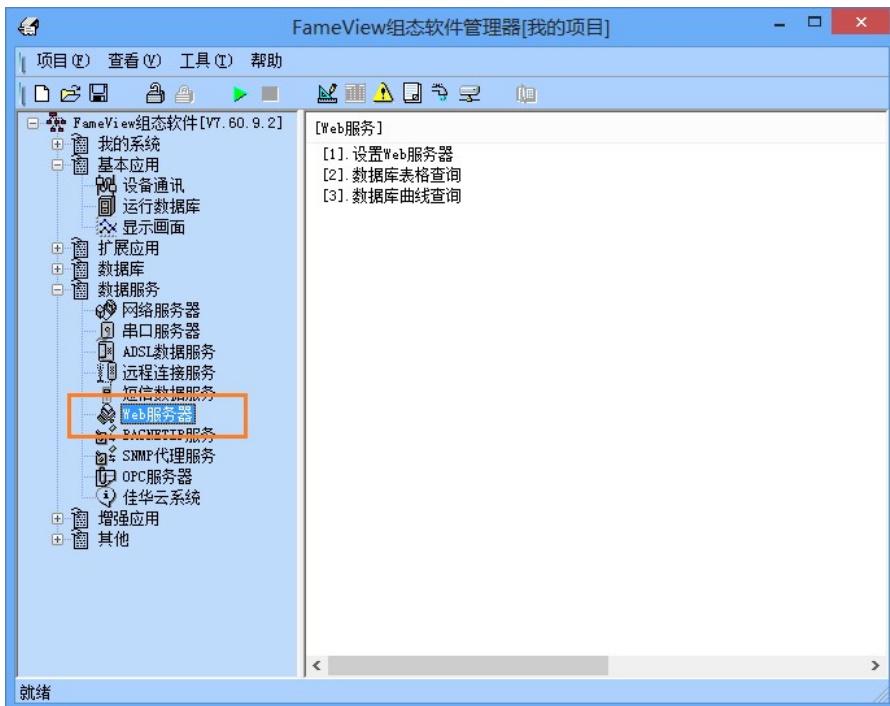 FameView组态软件管理器[我的项目]
项目(F) 查看(V) 工具(T) 帮助
FameView组态软件[V7.60.9.2]
我的系统
基本应用
设备通讯
运行数据库
显示画面
扩展应用
数据库
数据服务
网络服务器
串口服务器
ADSL数据服务
远程连接服务
短信数据服务
Web服务器
BACNETIP服务
SNMP代理服务
OPC服务器
佳华云系统
增强应用
其他
[Web服务]
[1].设置Web服务器
[2].数据库表格查询
[3].数据库曲线查询
就绪